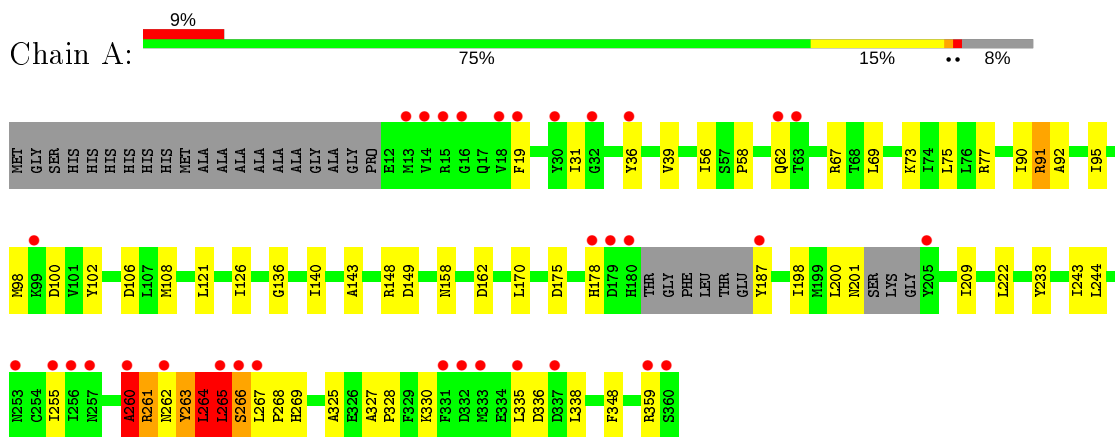 9%
Chain A:
75% 15% •• 8%
MET GLY SER HIS HIS HIS HIS HIS HIS MET ALA ALA ALA ALA ALA ALA GLY ALA GLY PRO E12 M13 V14 R15 G16 Q17 V18 F19 Y30 I31 G32 Y36 V39 I56 S57 P58 Q62 T63 R67 T68 L69 K73 I74 L75 L76 R77 I90 R91 A92 I95
M98 K99 D100 V101 Y102 D106 L107 M108 L121 I126 G136 I140 A143 R148 D149 N158 D162 L170 D175 H178 D179 H180 THR GLY PHE LEU THR GLU Y187 I198 M199 L200 N201 SER LYS GLY Y205 I209 L222 Y233 I243 L244
N253 C254 I255 I256 N257 A260 R261 N262 Y263 L264 L265 S266 L267 P268 H269 A325 E326 A327 P328 F329 K330 F331 D332 M333 E334 L335 D336 D337 L338 F348 R359 S360